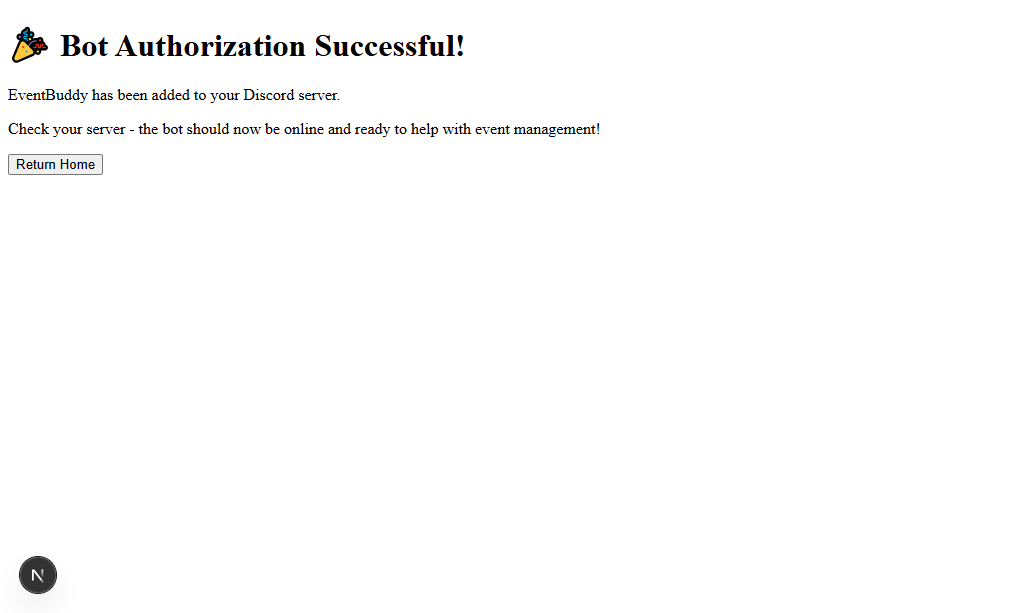 🎉 Bot Authorization Successful!
EventBuddy has been added to your Discord server.
Check your server - the bot should now be online and ready to help with event management!
Return Home
N